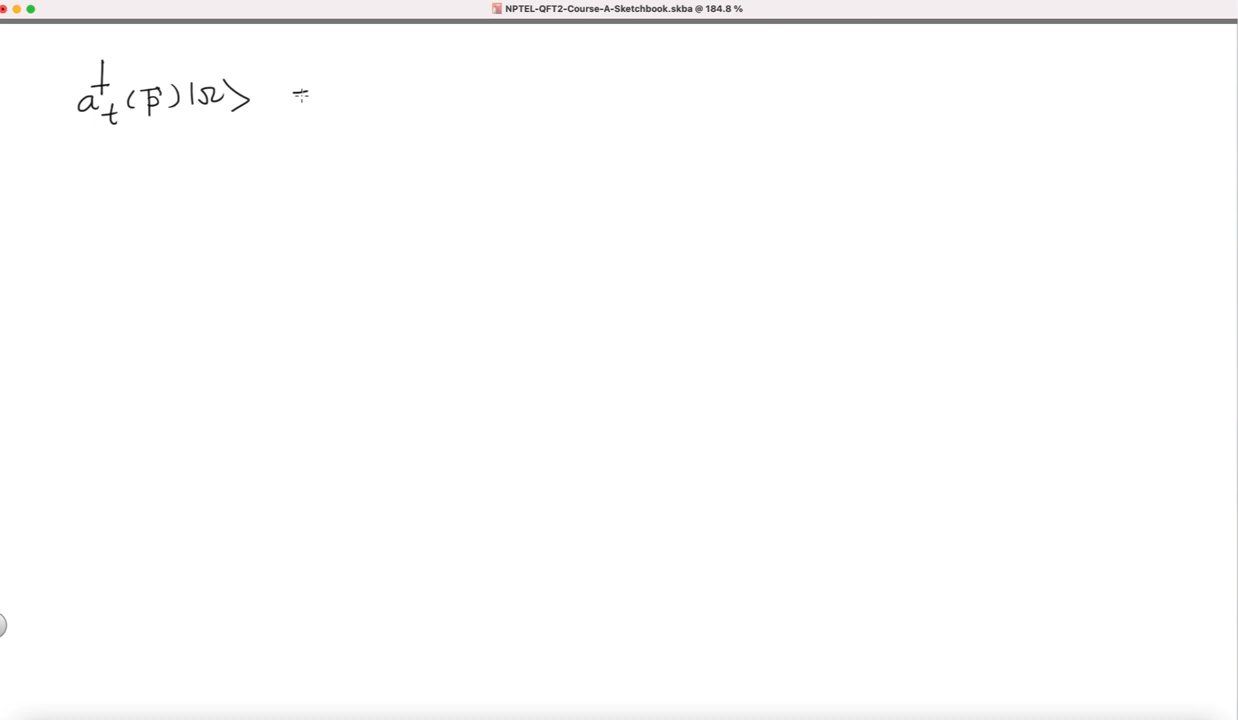 NPTEL-QFT2-Course-A-Sketchbook.skba @ 184.8 %
a†_t(p⃗)|Ω⟩ =